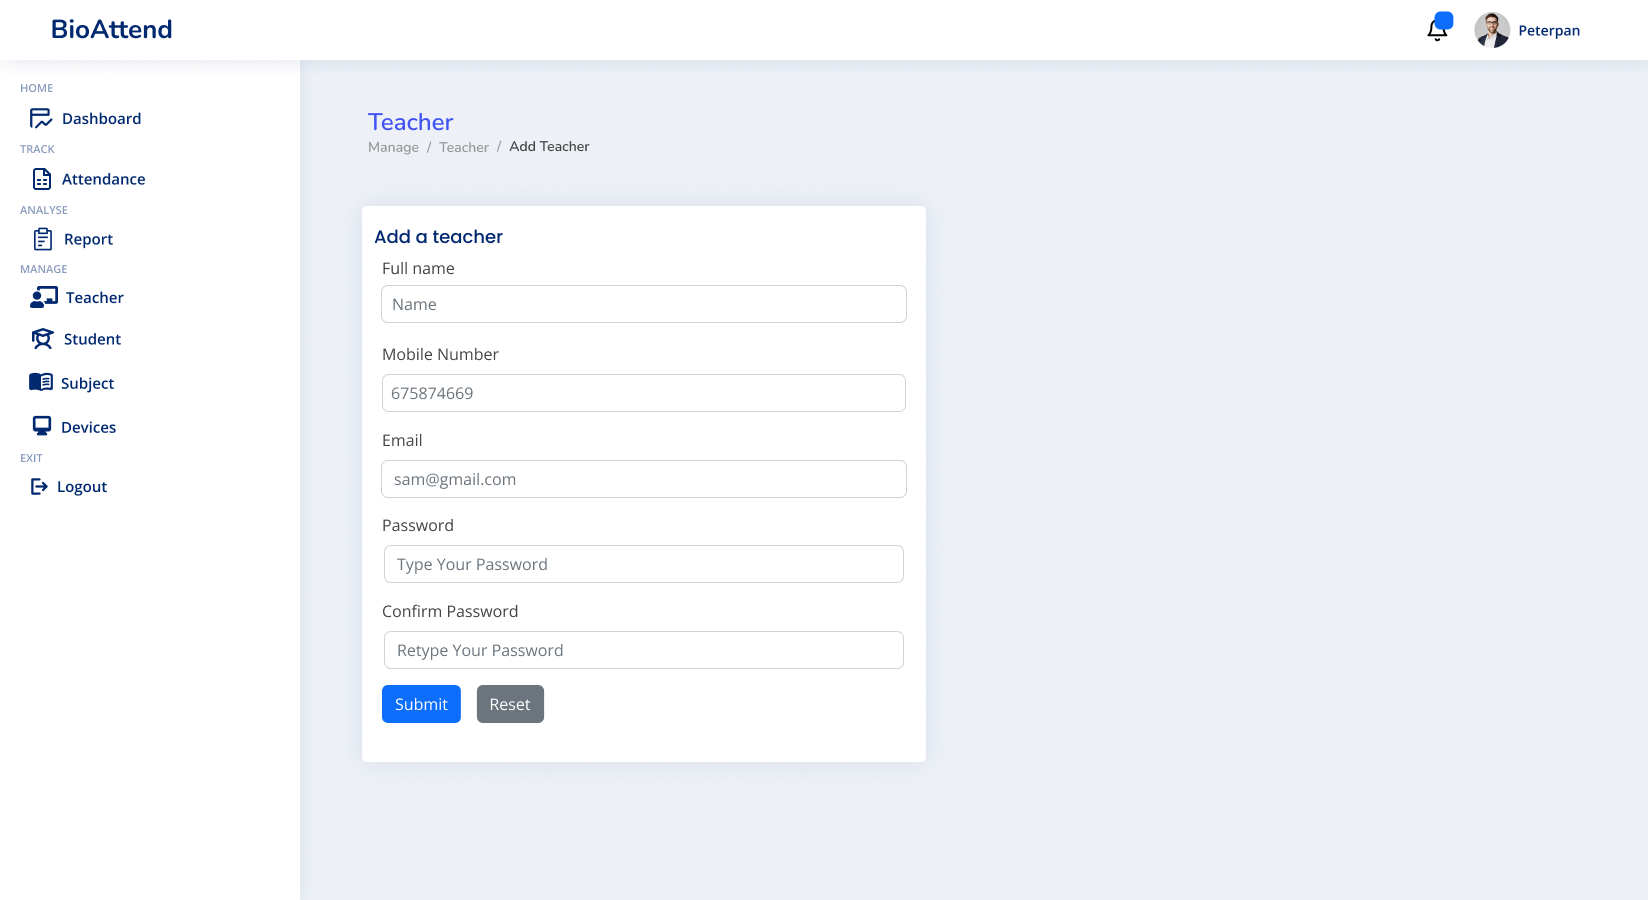 BioAttend
Peterpan
HOME
Dashboard
TRACK
Attendance
ANALYSE
Report
MANAGE
Teacher
Student
Subject
Devices
EXIT
Logout
Teacher
Manage / Teacher / Add Teacher
Add a teacher
Full name
Name
Mobile Number
675874669
Email
sam@gmail.com
Password
Type Your Password
Confirm Password
Retype Your Password
Submit Reset